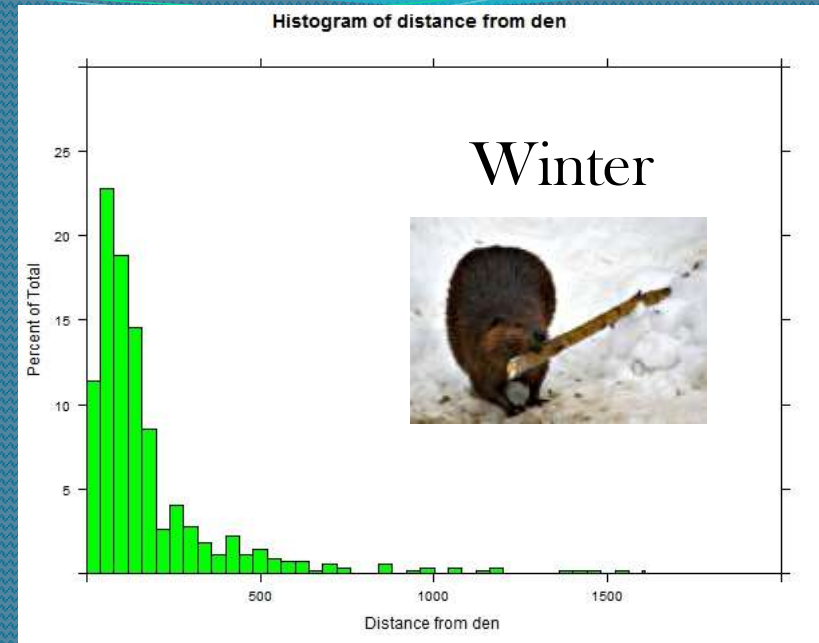 Histogram of distance from den
Winter
25
20
15
10
5
Percent of Total
500
1000
1500
Distance from den